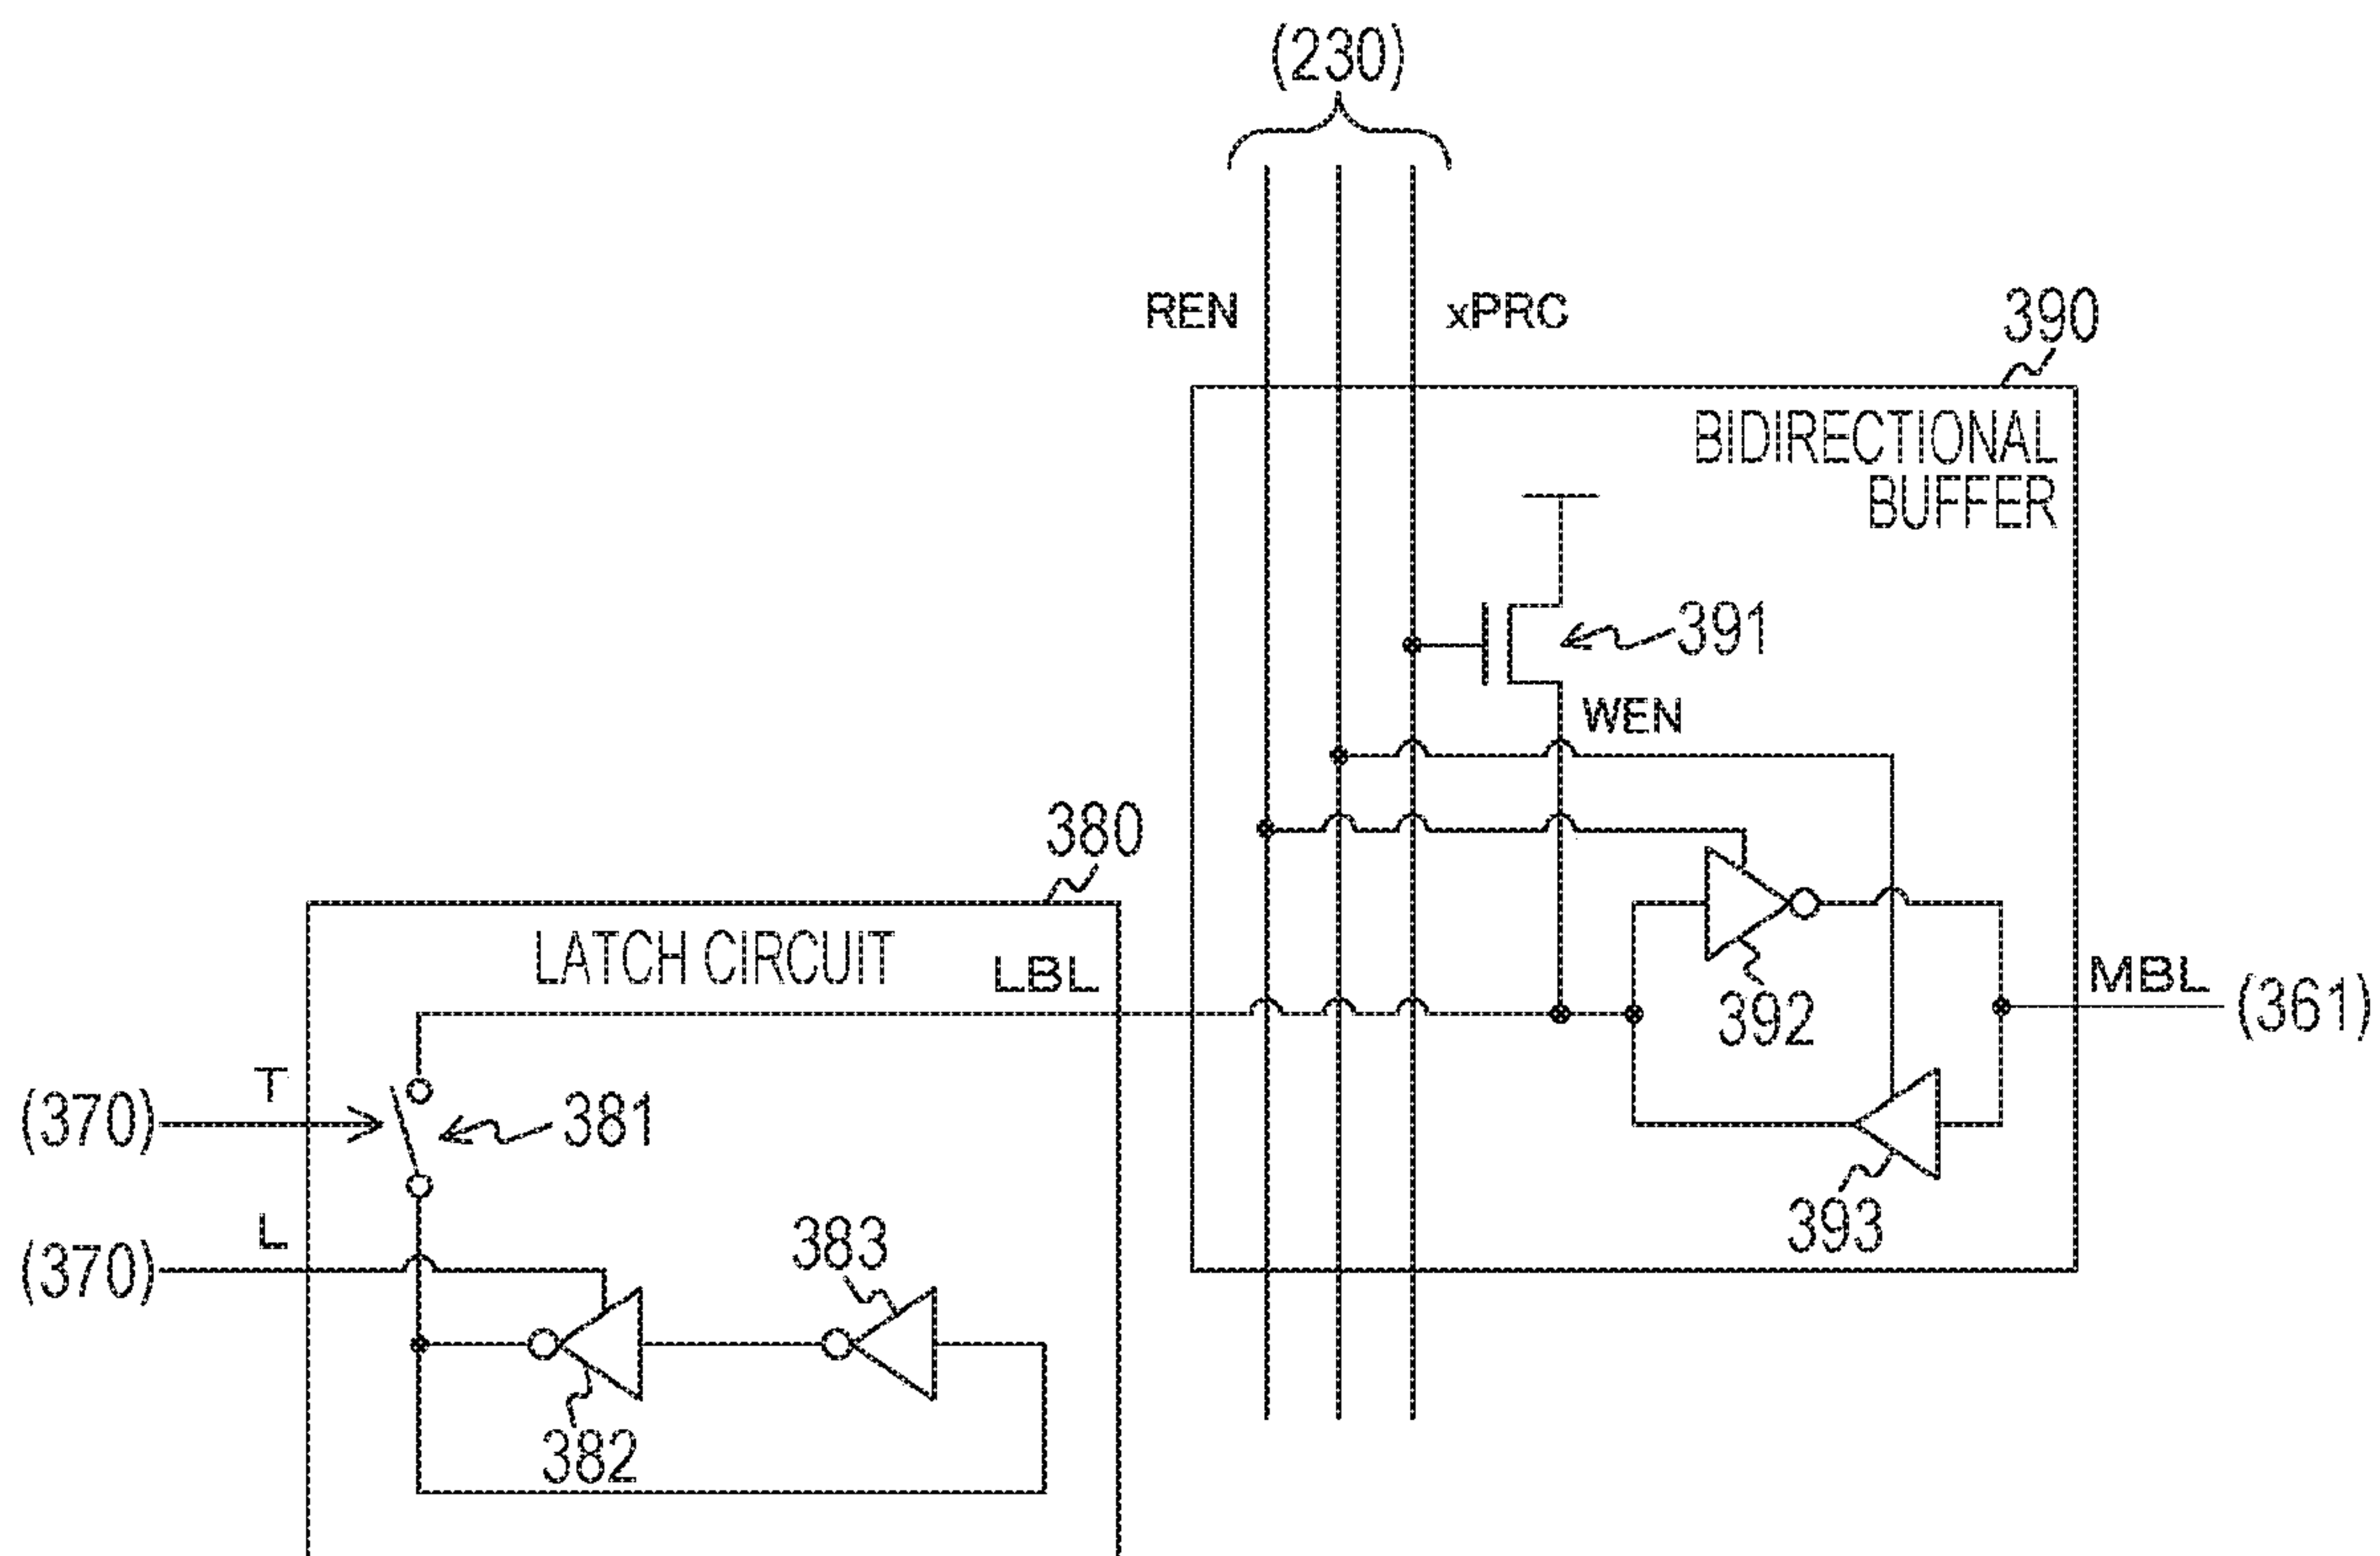 (230)
REN
xPRC
390
BIDIRECTIONAL
BUFFER
391
WEN
380
LATCH CIRCUIT
LBL
392
MBL
(361)
T
(370)
381
393
L
(370)
383
382